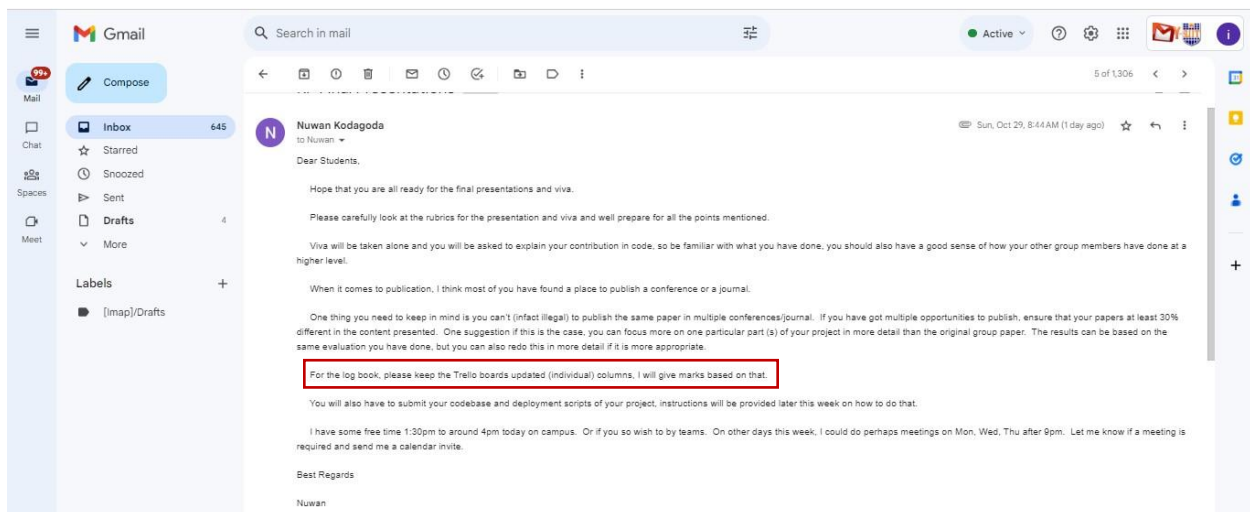 Gmail
Search in mail
Active
i
99+
Mail
Compose
5 of 1,306
Chat
Inbox 645
Starred
Snoozed
Spaces
Sent
Drafts 4
Meet
More
Labels
[Imap]/Drafts
N
Nuwan Kodagoda
Sun, Oct 29, 8:44 AM (1 day ago)
to Nuwan
Dear Students,
Hope that you are all ready for the final presentations and viva.
Please carefully look at the rubrics for the presentation and viva and well prepare for all the points mentioned.
Viva will be taken alone and you will be asked to explain your contribution in code, so be familiar with what you have done, you should also have a good sense of how your other group members have done at a
higher level.
When it comes to publication, I think most of you have found a place to publish a conference or a journal.
One thing you need to keep in mind is you can't (infact illegal) to publish the same paper in multiple conferences/journal. If you have got multiple opportunities to publish, ensure that your papers at least 30%
different in the content presented. One suggestion if this is the case, you can focus more on one particular part (s) of your project in more detail than the original group paper. The results can be based on the
same evaluation you have done, but you can also redo this in more detail if it is more appropriate.
For the log book, please keep the Trello boards updated (individual) columns, I will give marks based on that.
You will also have to submit your codebase and deployment scripts of your project, instructions will be provided later this week on how to do that.
I have some free time 1:30pm to around 4pm today on campus. Or if you so wish to by teams. On other days this week, I could do perhaps meetings on Mon, Wed, Thu after 9pm. Let me know if a meeting is
required and send me a calendar invite.
Best Regards
Nuwan